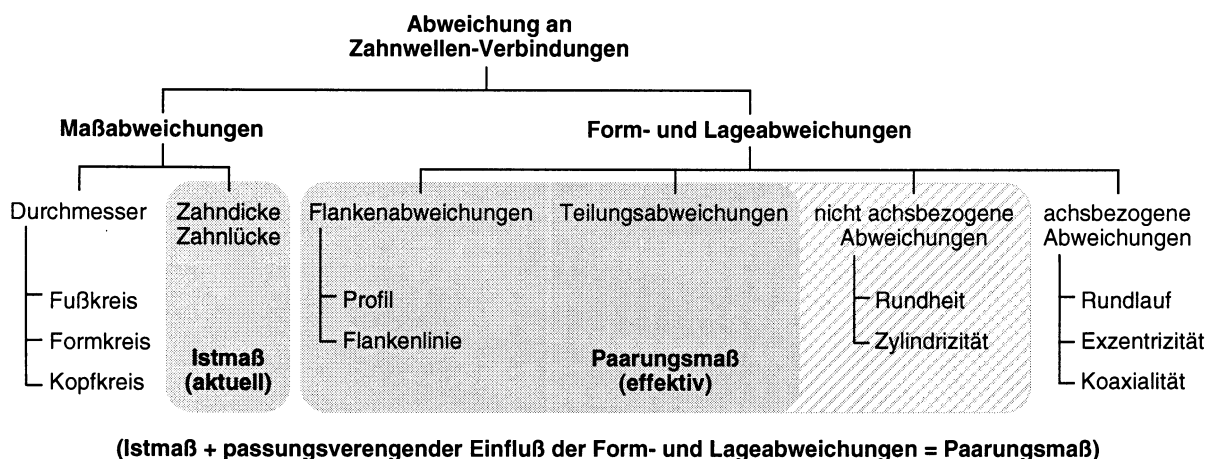 Abweichung an
Zahnwellen-Verbindungen
Maßabweichungen
Form- und Lageabweichungen
Durchmesser
Fußkreis
Formkreis
Kopfkreis
Zahndicke
Zahnlücke
Istmaß
(aktuell)
Flankenabweichungen
Profil
Flankenlinie
Teilungsabweichungen
Paarungsmaß
(effektiv)
nicht achsbezogene
Abweichungen
Rundheit
Zylindrizität
achsbezogene
Abweichungen
Rundlauf
Exzentrizität
Koaxialität
(Istmaß + passungsverengender Einfluß der Form- und Lageabweichungen = Paarungsmaß)